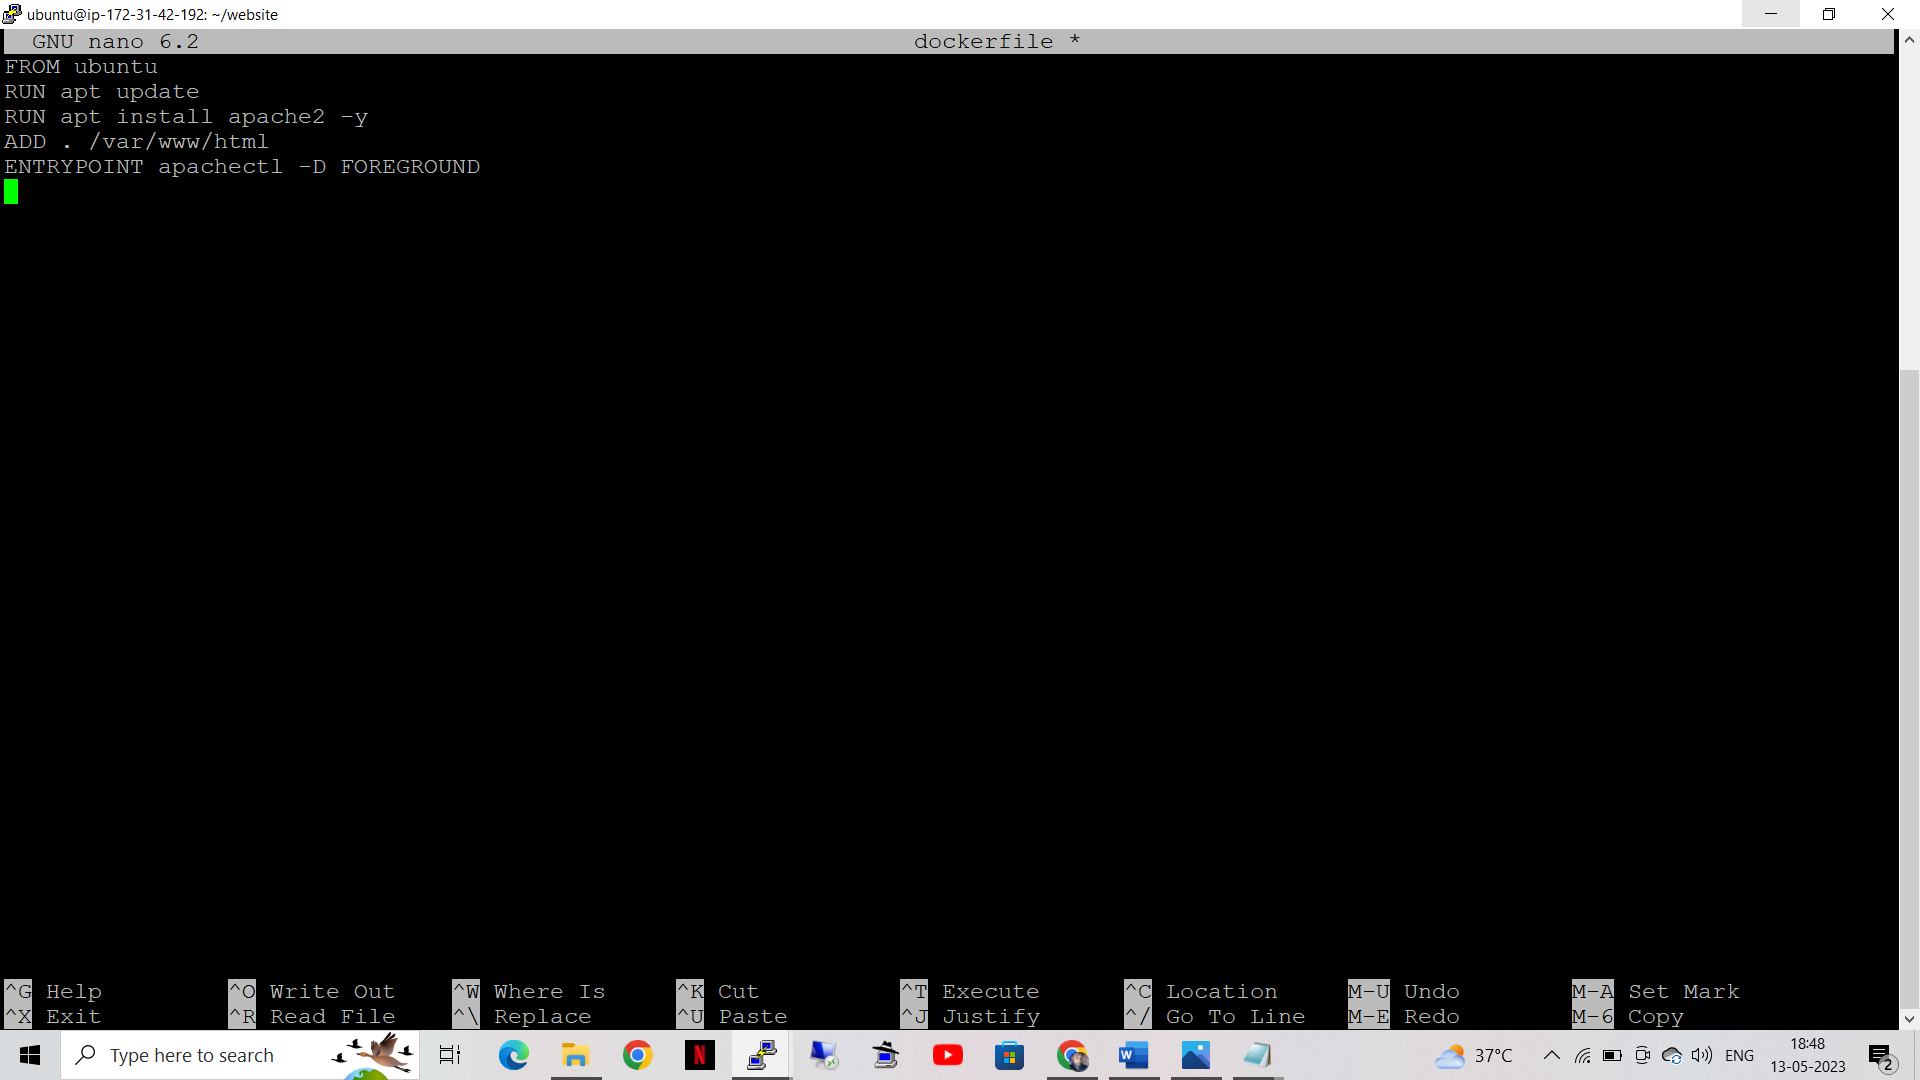 ubuntu@ip-172-31-42-192: ~/website
GNU nano 6.2 dockerfile *
FROM ubuntu
RUN apt update
RUN apt install apache2 -y
ADD . /var/www/html
ENTRYPOINT apachectl -D FOREGROUND
^G Help ^O Write Out ^W Where Is ^K Cut ^T Execute ^C Location M-U Undo M-A Set Mark
^X Exit ^R Read File ^\ Replace ^U Paste ^J Justify ^/ Go To Line M-E Redo M-6 Copy
Type here to search N W 37°C ENG 18:48
13-05-2023 2